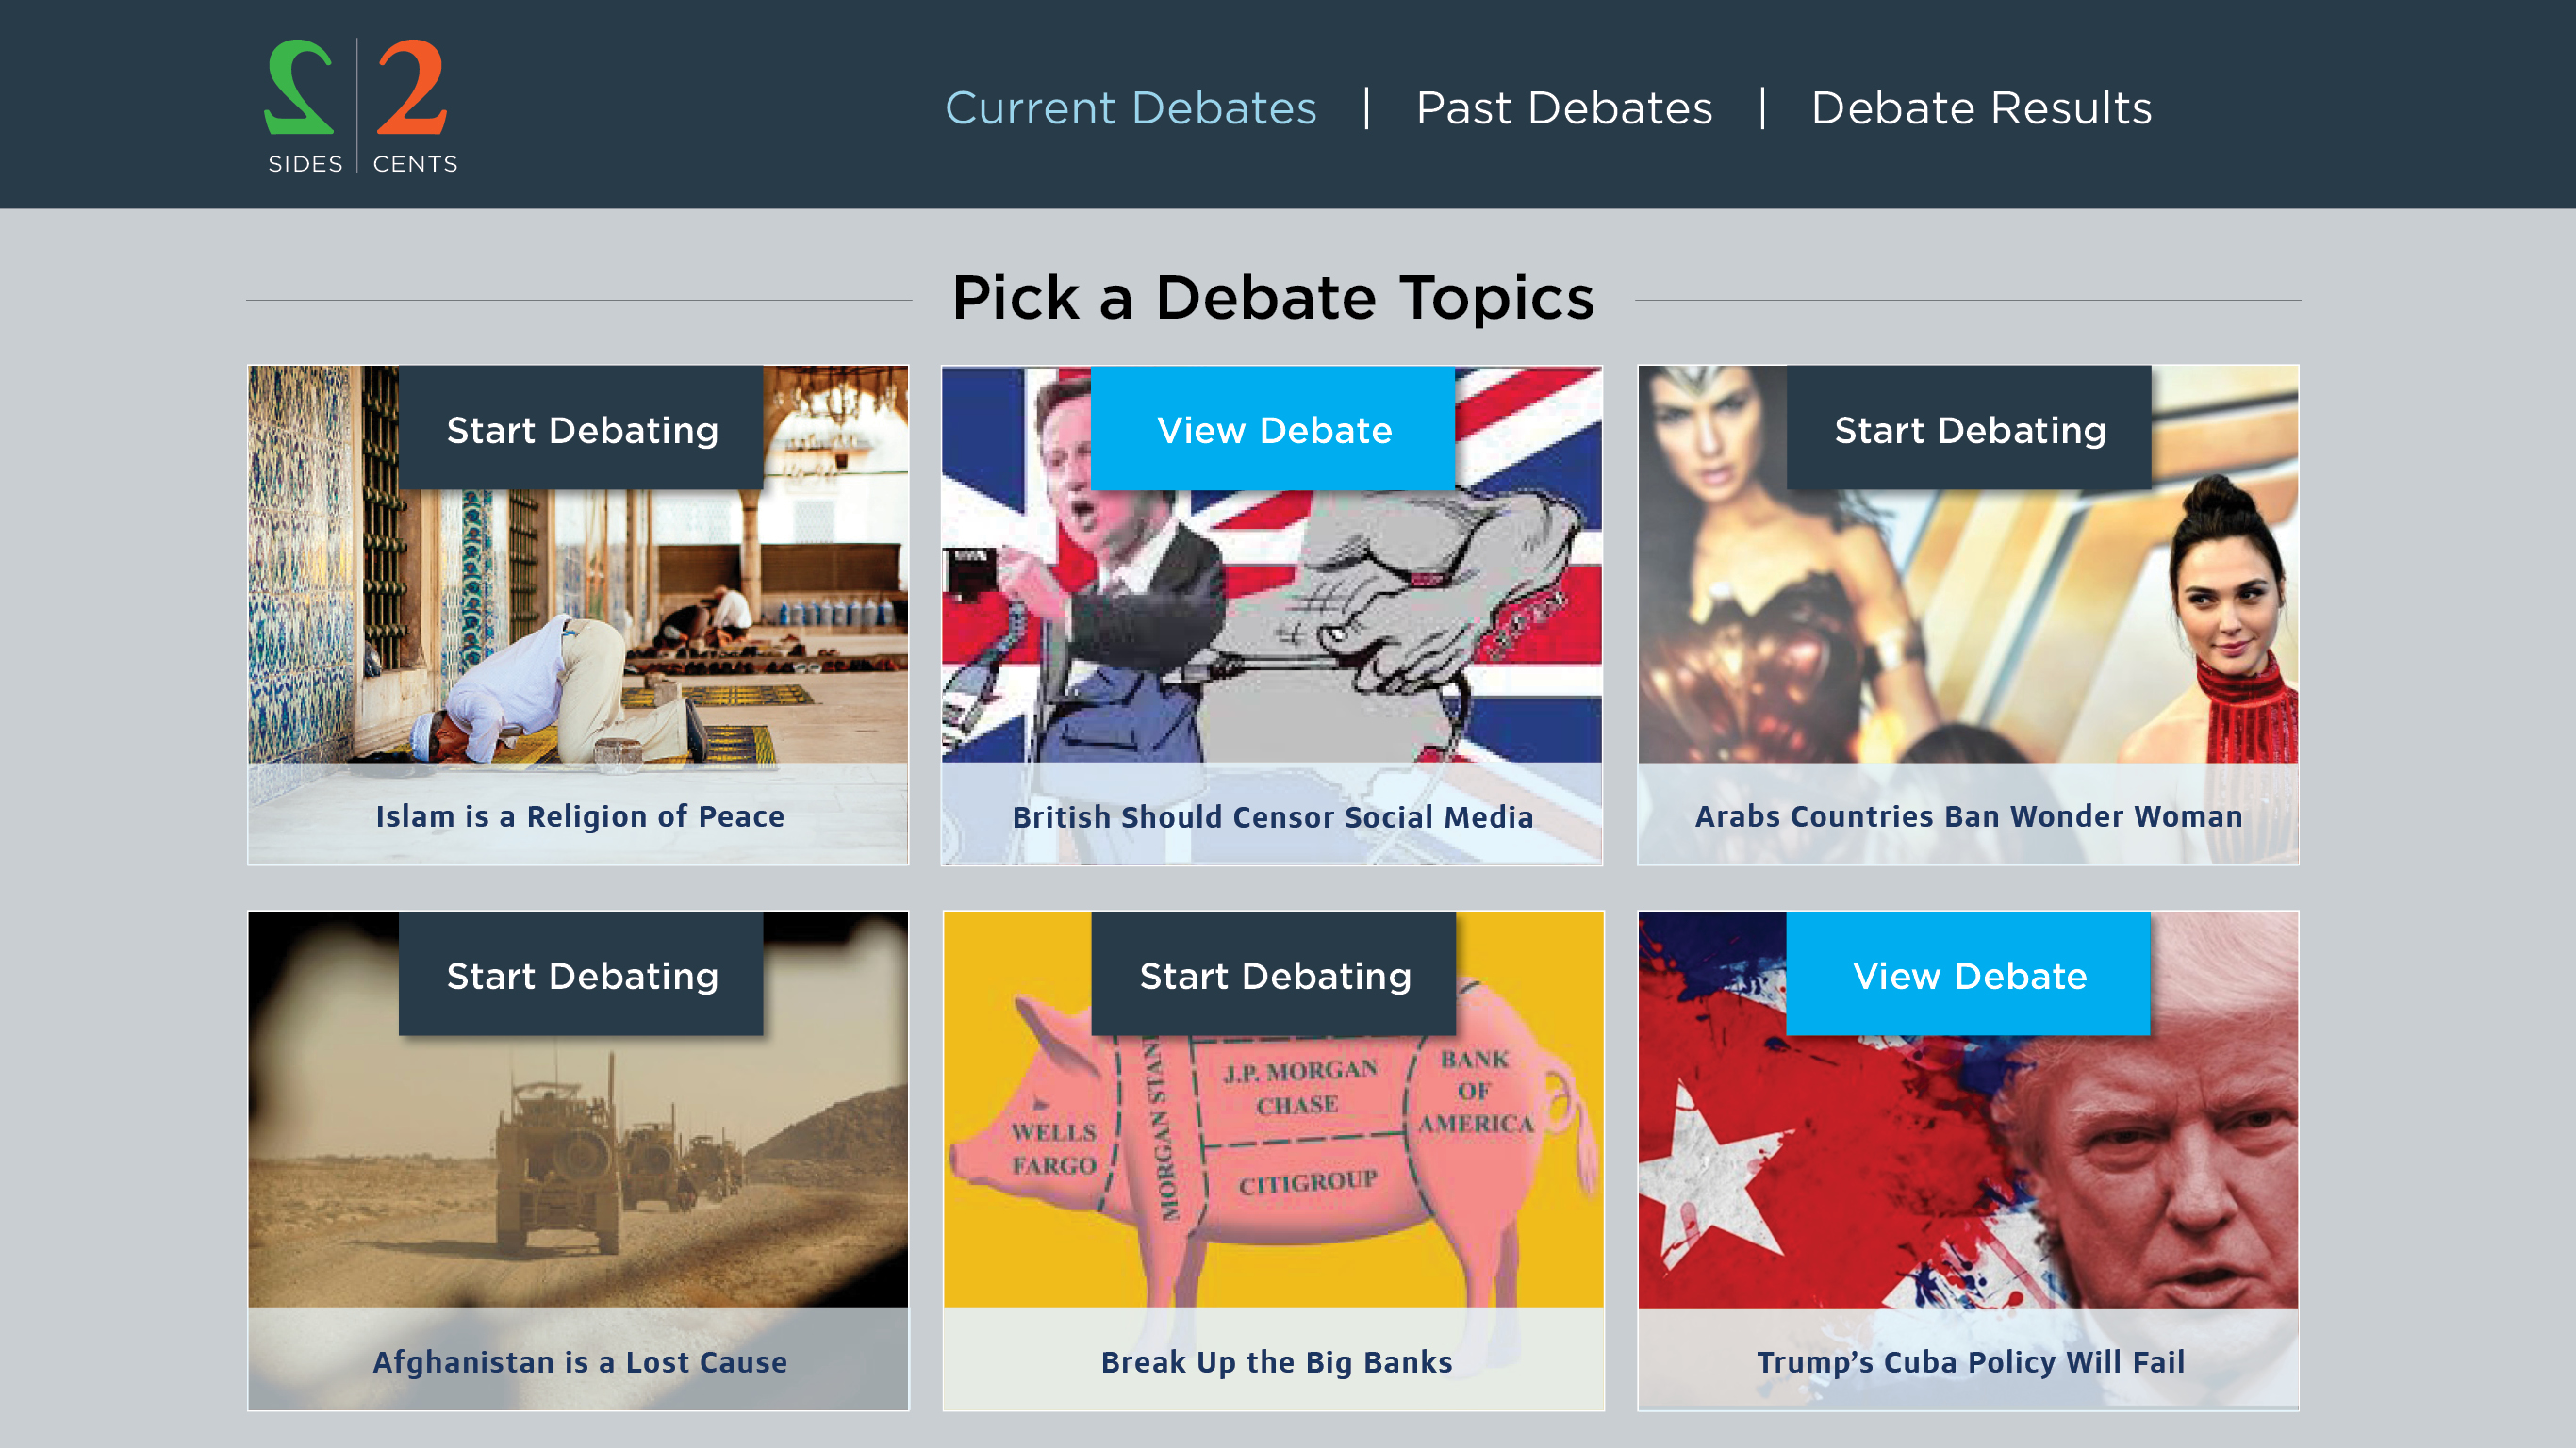 2 2
SIDES CENTS
Current Debates | Past Debates | Debate Results
Pick a Debate Topics
Start Debating
Islam is a Religion of Peace
View Debate
British Should Censor Social Media
Start Debating
Arabs Countries Ban Wonder Woman
Start Debating
Afghanistan is a Lost Cause
Start Debating
WELLS
FARGO
MORGAN STAN
J.P. MORGAN
CHASE
CITIGROUP
BANK
OF
AMERICA
Break Up the Big Banks
View Debate
Trump’s Cuba Policy Will Fail